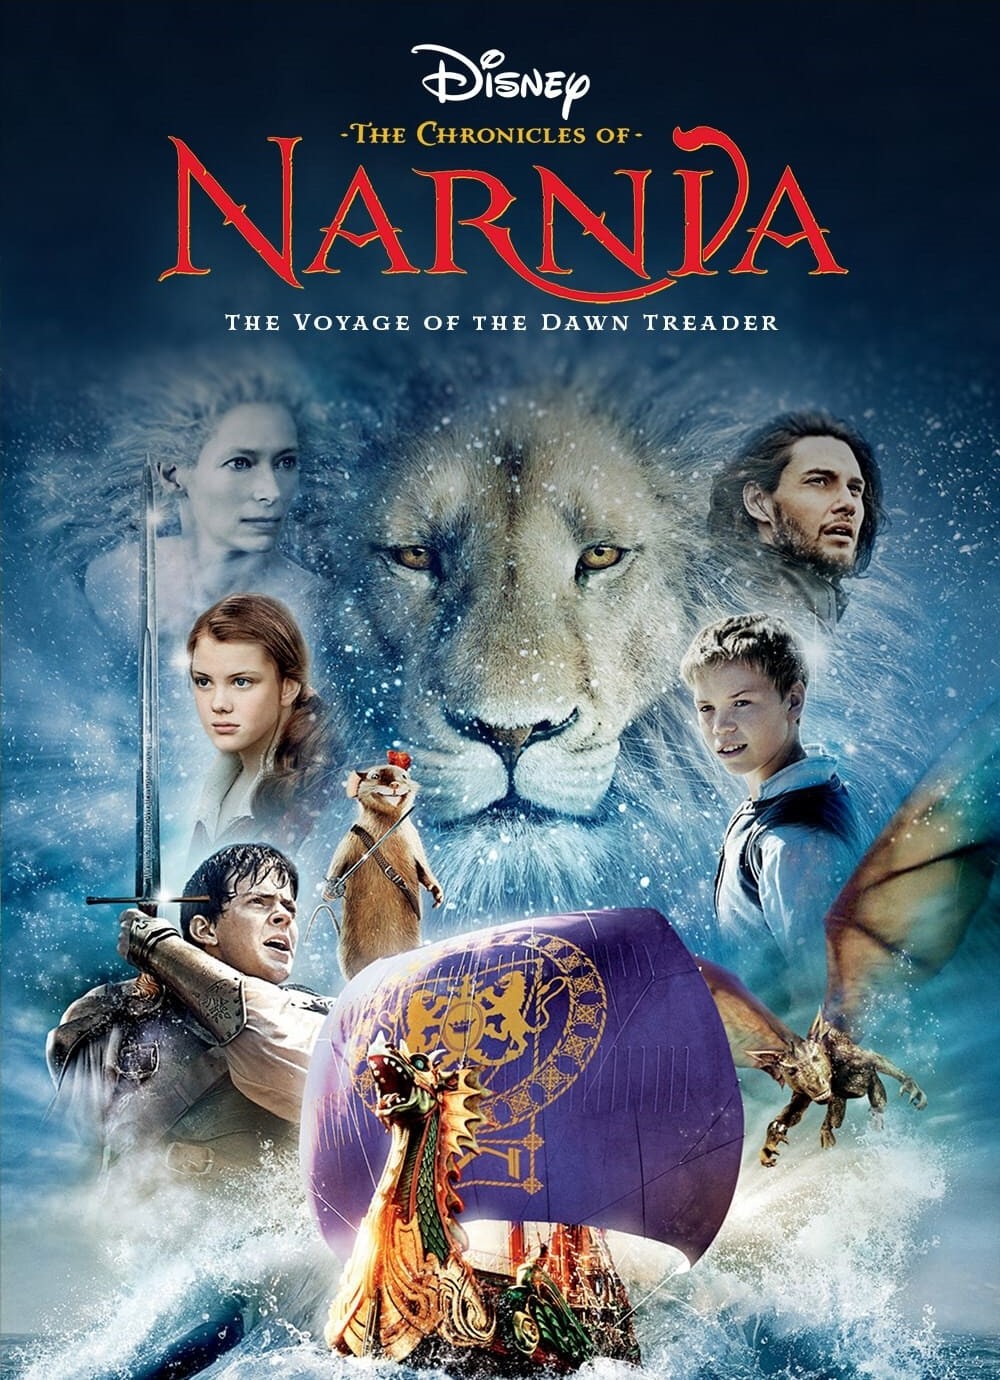 Disney
-The Chronicles of-
Narnia
The Voyage of the Dawn Treader